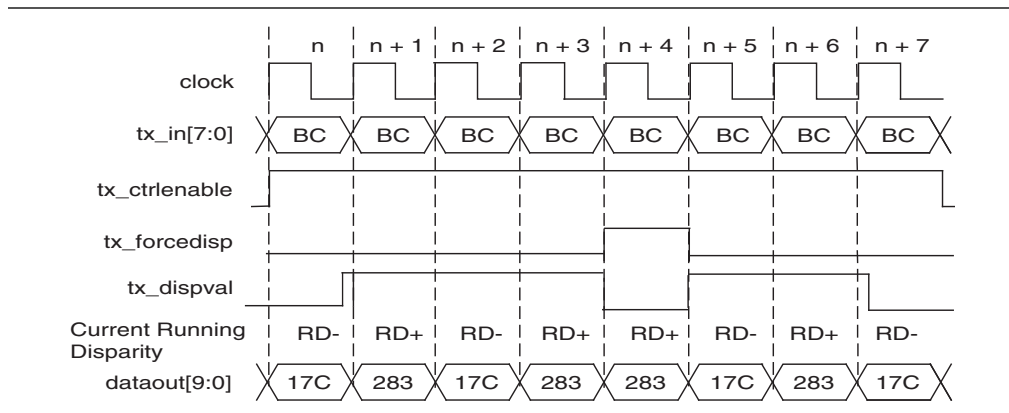 n n + 1 n + 2 n + 3 n + 4 n + 5 n + 6 n + 7
clock
tx_in[7:0] BC BC BC BC BC BC BC BC
tx_ctrlenable
tx_forcedisp
tx_dispval
Current Running Disparity RD- RD+ RD- RD+ RD+ RD- RD+ RD-
dataout[9:0] 17C 283 17C 283 283 17C 283 17C